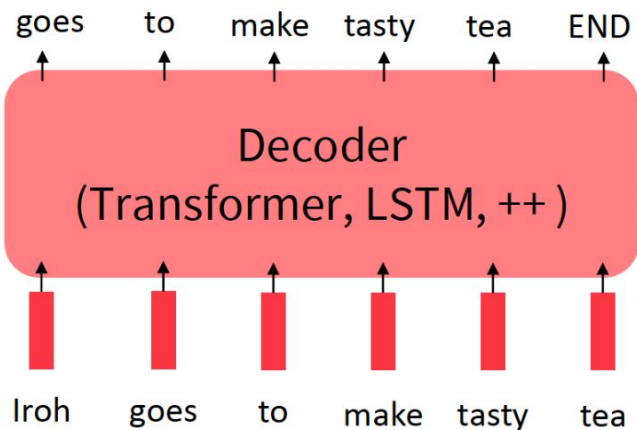 goes to make tasty tea END
Decoder
(Transformer, LSTM, ++ )
Iroh goes to make tasty tea